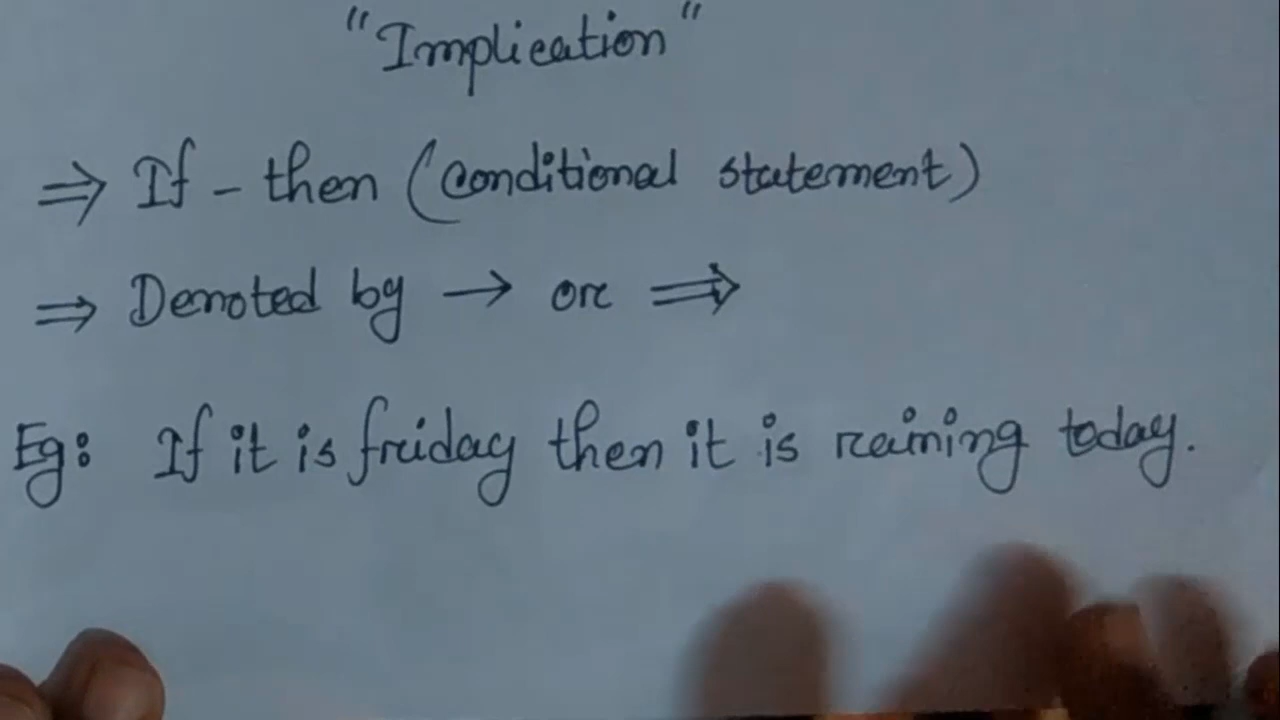 "Implication"
⇒ If - then (conditional statement)
⇒ Denoted by → or ⇒
Eg: If it is friday then it is raining today.